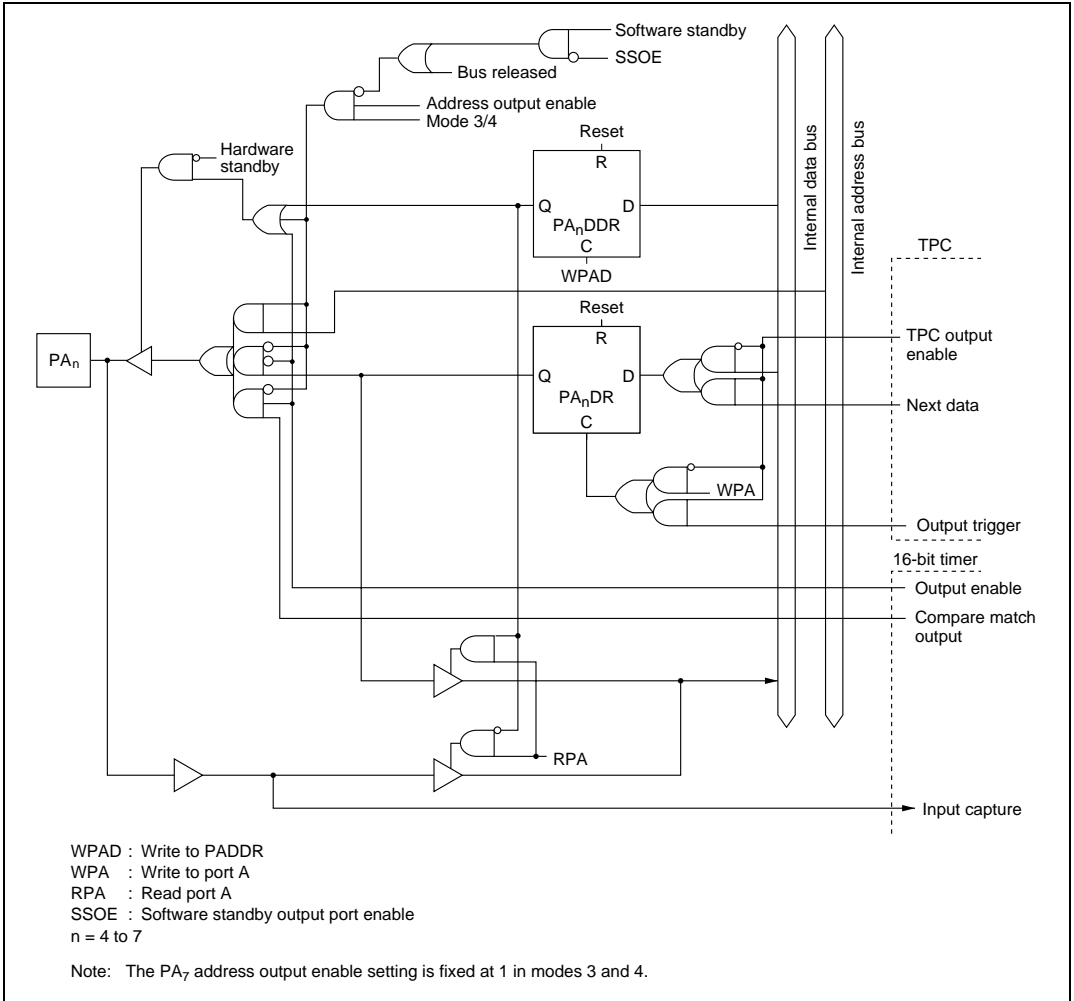 Software standby
SSOE
Bus released
Address output enable
Mode 3/4
Hardware
standby
Reset
R
Q
D
PAnDDR
C
WPAD
Internal data bus
Internal address bus
TPC
Reset
R
Q
D
PAnDR
C
PAn
TPC output
enable
Next data
WPA
Output trigger
16-bit timer
Output enable
Compare match
output
RPA
Input capture
WPAD : Write to PADDR
WPA : Write to port A
RPA : Read port A
SSOE : Software standby output port enable
n = 4 to 7
Note: The PA7 address output enable setting is fixed at 1 in modes 3 and 4.